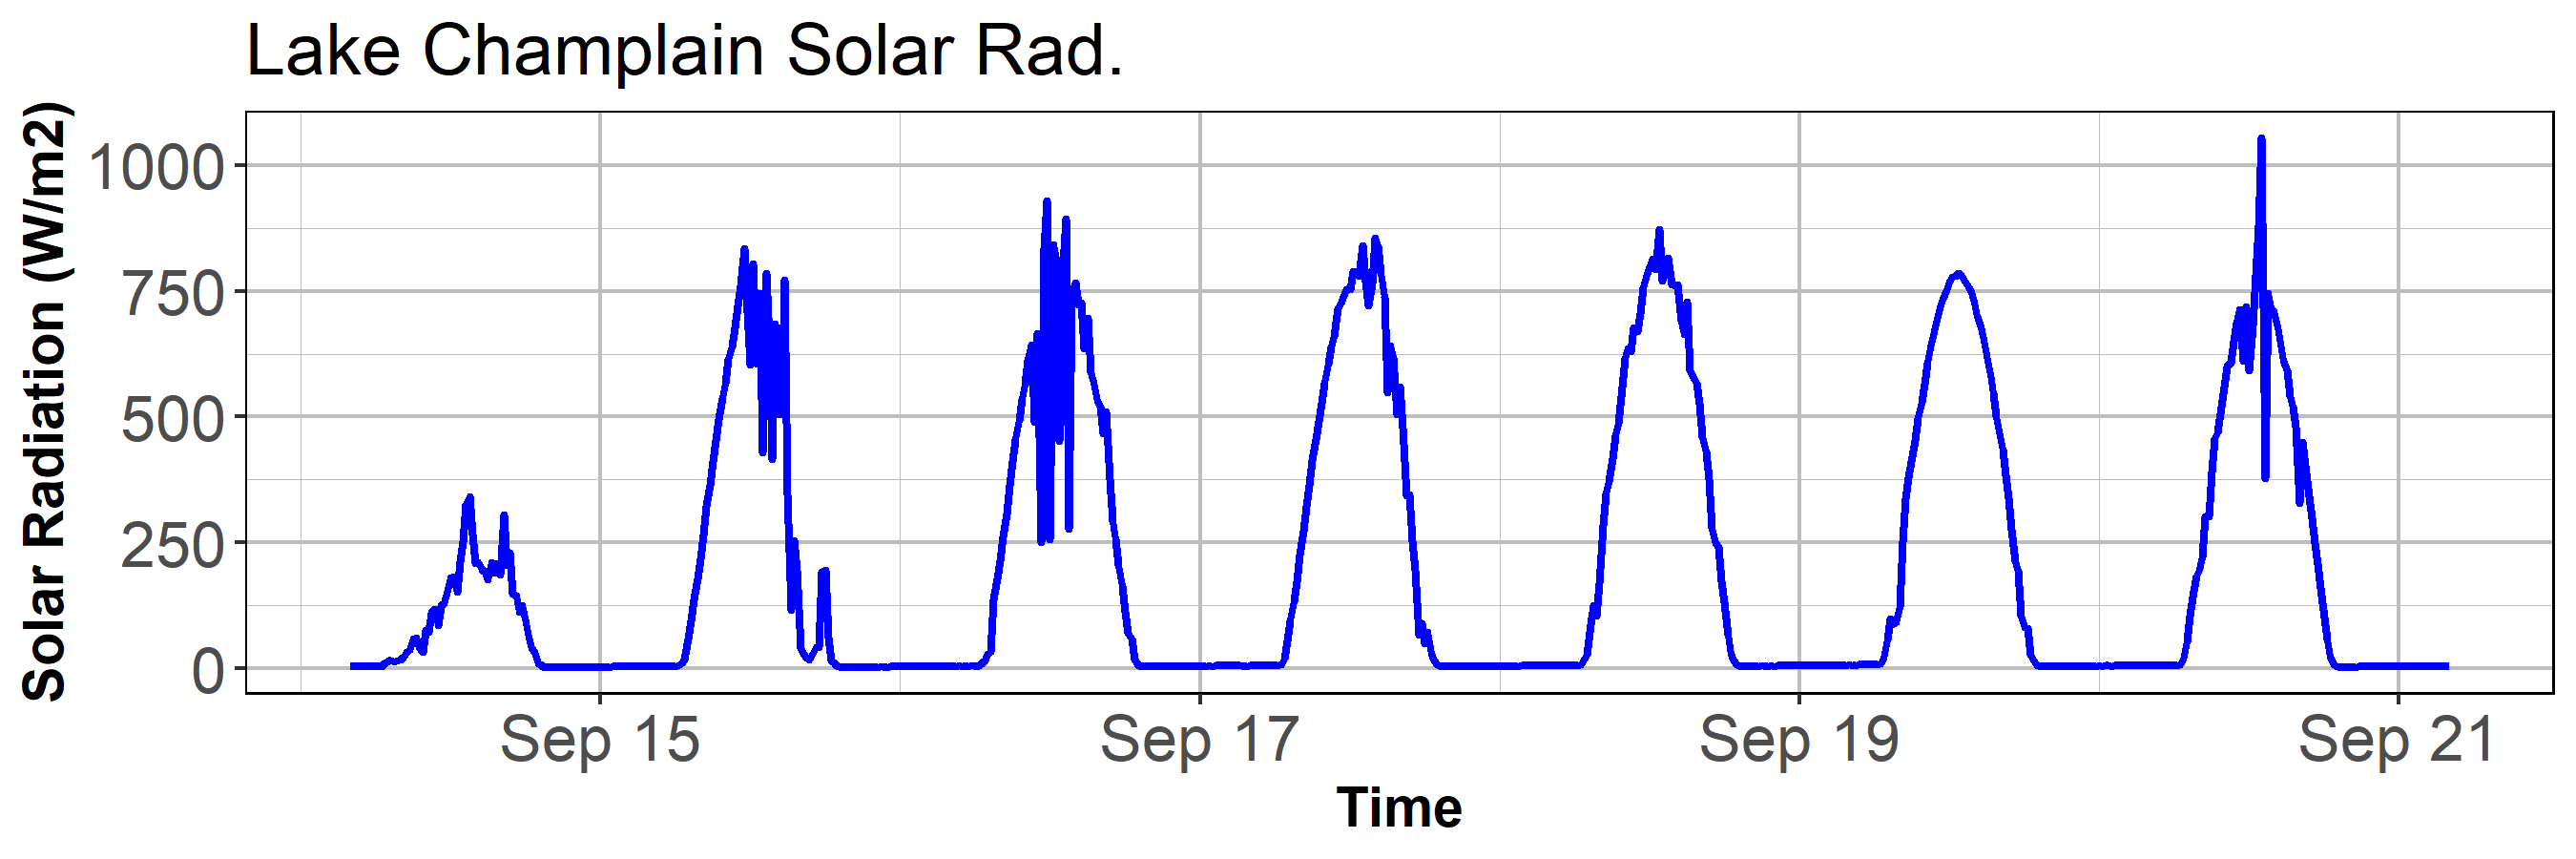 Lake Champlain Solar Rad.
Solar Radiation (W/m2)
1000
750
500
250
0
Sep 15 Sep 17 Sep 19 Sep 21
Time